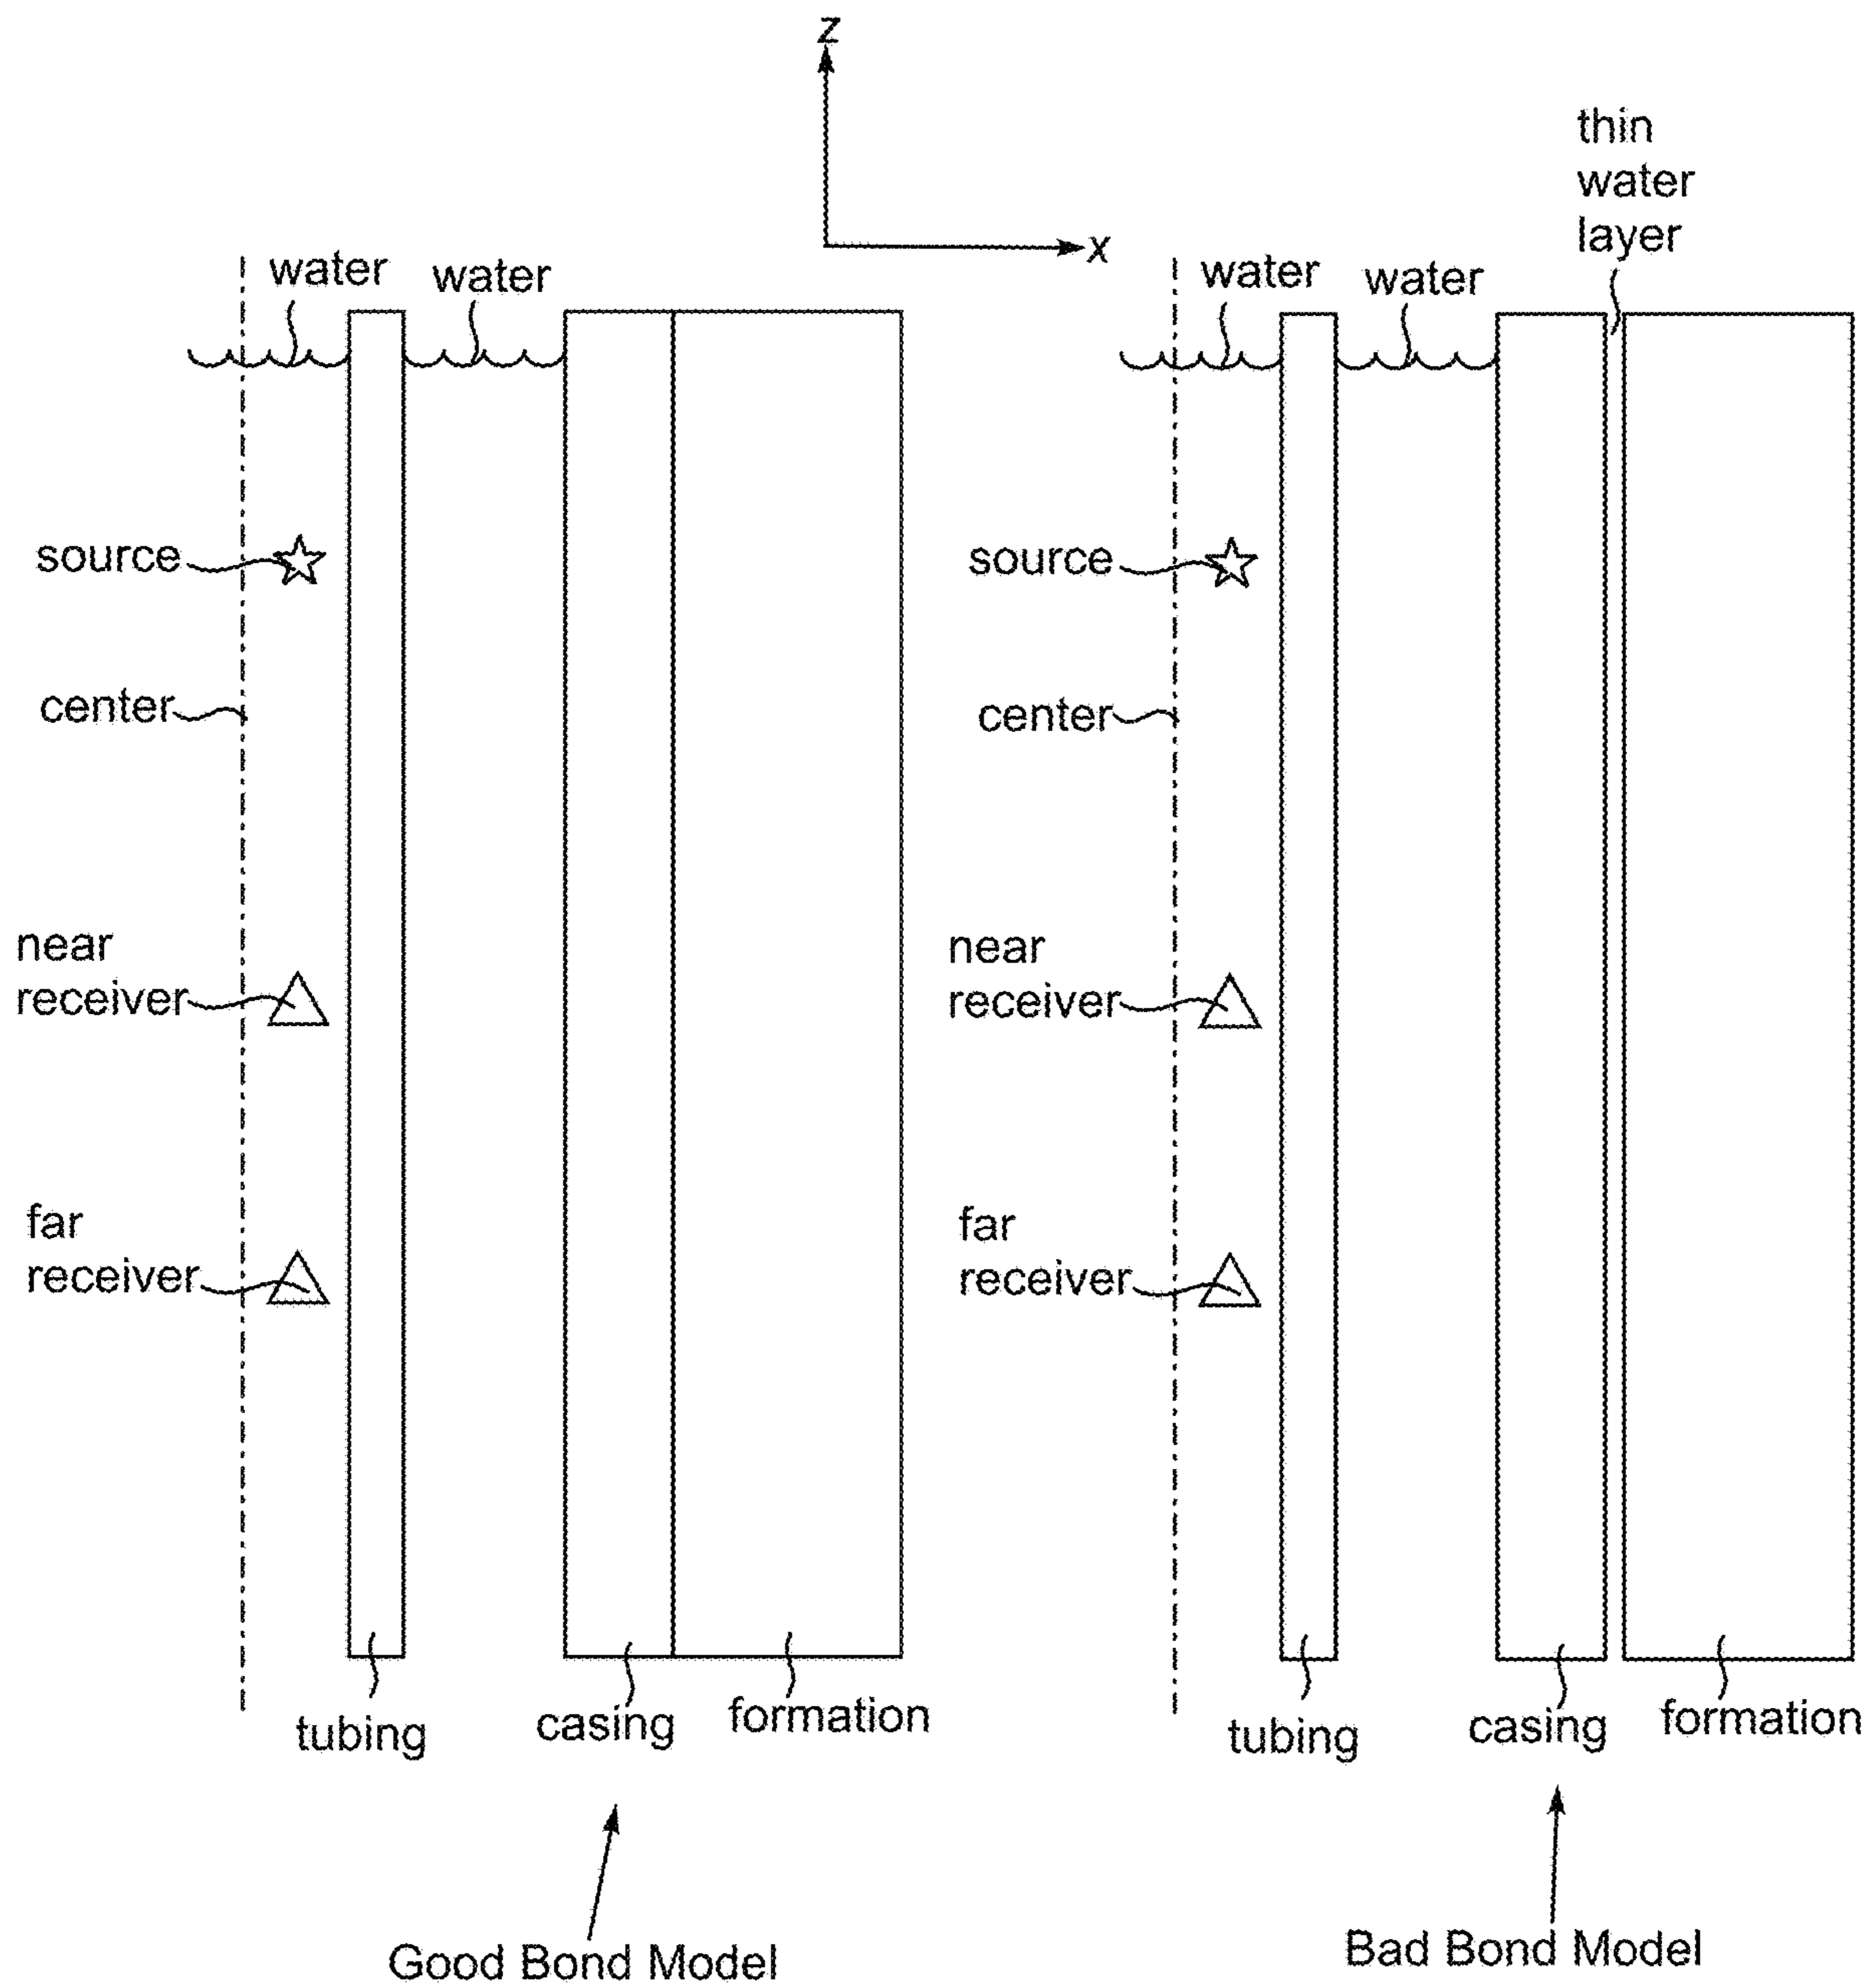 z
x
water
water
source
center
near
receiver
far
receiver
tubing
casing
formation
Good Bond Model
thin
water
layer
water
water
source
center
near
receiver
far
receiver
tubing
casing
formation
Bad Bond Model